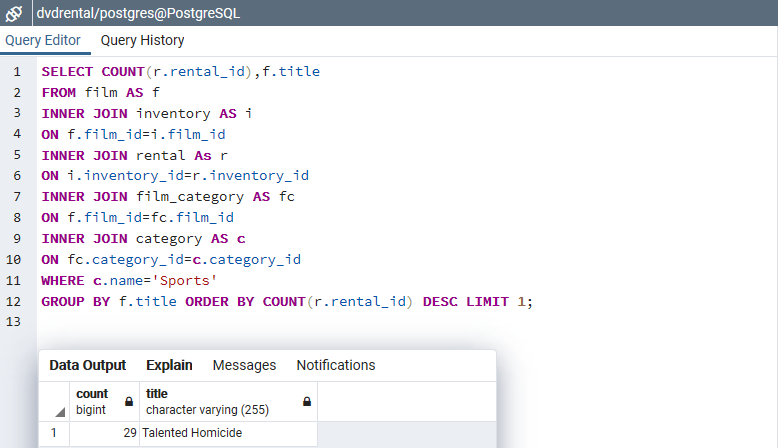 dvdrental/postgres@PostgreSQL
Query Editor Query History
1 SELECT COUNT(r.rental_id),f.title
2 FROM film AS f
3 INNER JOIN inventory AS i
4 ON f.film_id=i.film_id
5 INNER JOIN rental As r
6 ON i.inventory_id=r.inventory_id
7 INNER JOIN film_category AS fc
8 ON f.film_id=fc.film_id
9 INNER JOIN category AS c
10 ON fc.category_id=c.category_id
11 WHERE c.name='Sports'
12 GROUP BY f.title ORDER BY COUNT(r.rental_id) DESC LIMIT 1;
13
Data Output Explain Messages Notifications
count title
bigint character varying (255)
1 29 Talented Homicide